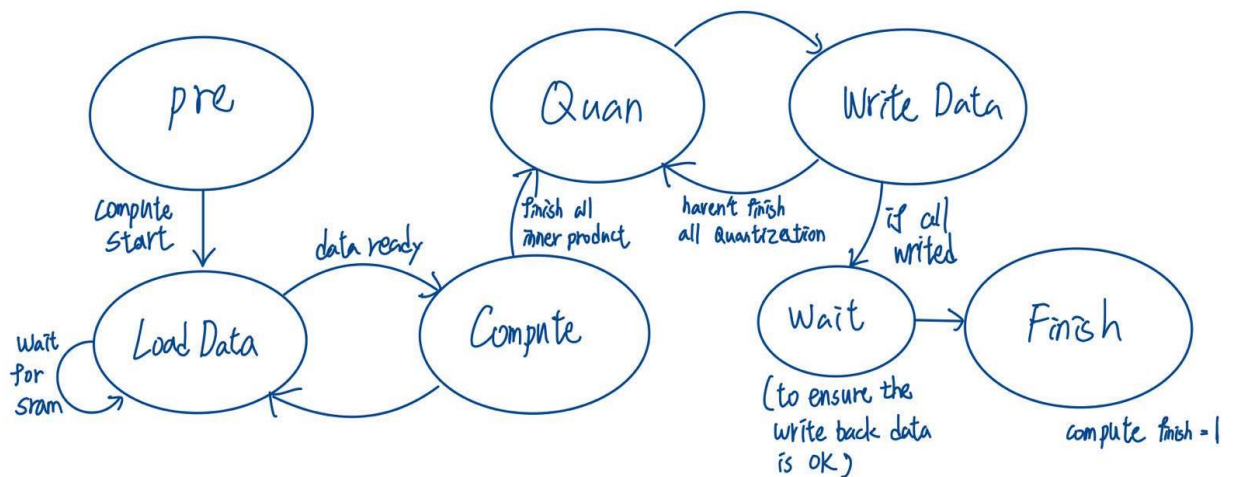 pre
Quan
Write Data
compute
start
data ready
finish all
inner product
haven't finish
all Quantization
if all
writed
Load Data
Wait
for
sram
Compute
Wait
Finish
(to ensure the
write back data
is OK)
compute finish = 1